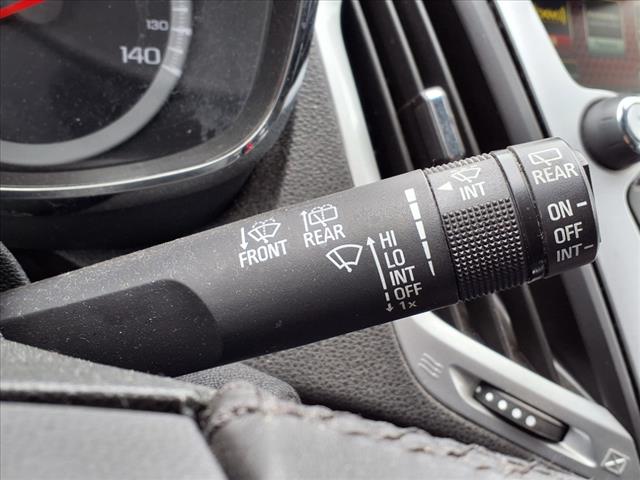 130
140
FRONT
REAR
HI
LO
INT
OFF
1x
INT
REAR
ON
OFF
INT